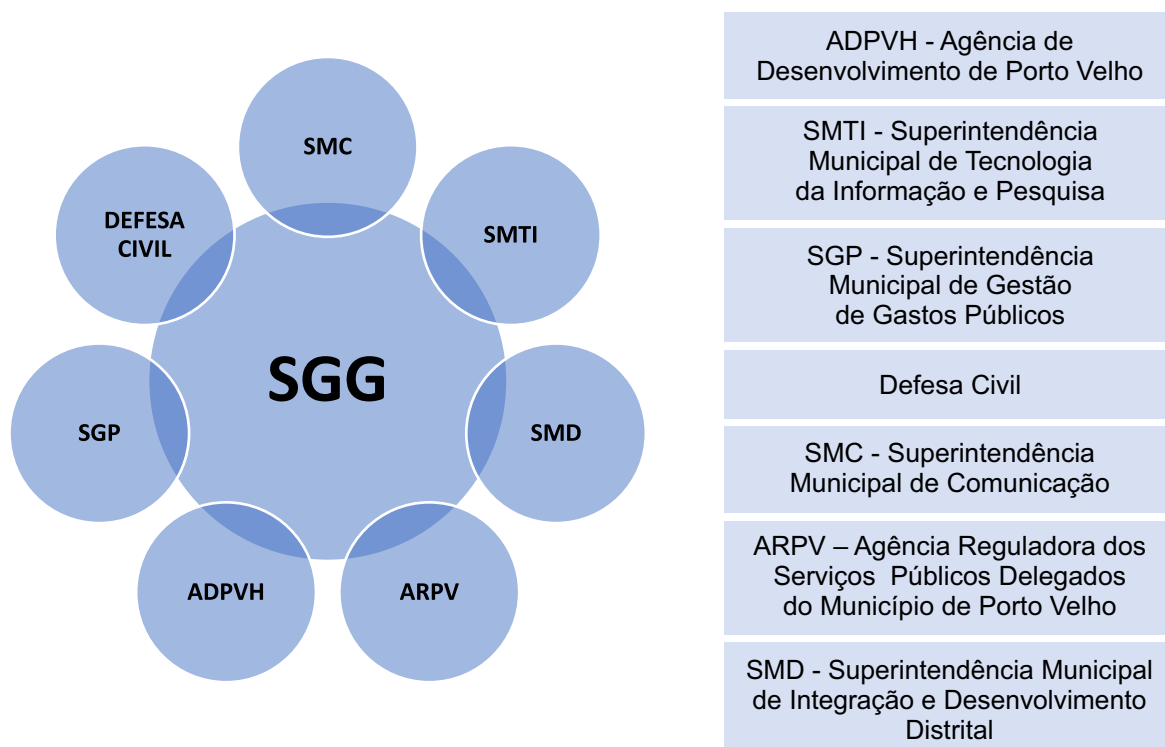 SMC
SMTI
SMD
ARPV
ADPVH
SGP
DEFESA
CIVIL
SGG
ADPVH - Agência de
Desenvolvimento de Porto Velho
SMTI - Superintendência
Municipal de Tecnologia
da Informação e Pesquisa
SGP - Superintendência
Municipal de Gestão
de Gastos Públicos
Defesa Civil
SMC - Superintendência
Municipal de Comunicação
ARPV – Agência Reguladora dos
Serviços Públicos Delegados
do Município de Porto Velho
SMD - Superintendência Municipal
de Integração e Desenvolvimento
Distrital